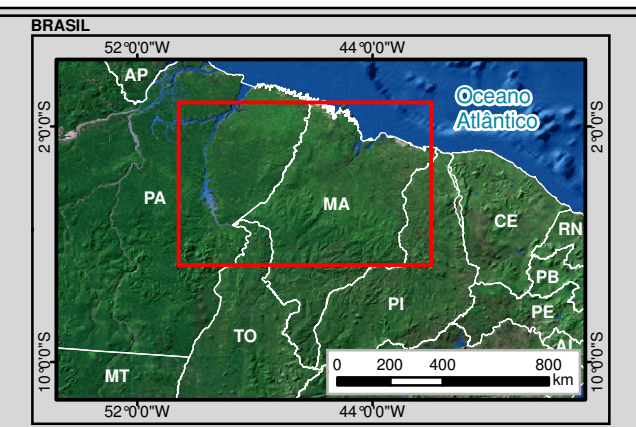 BRASIL
52°0'0"W 44°0'0"W
AP
Oceano
Atlântico
2°0'0"S 2°0'0"S
PA
MA
CE
RN
PB
PI
PE
TO
AL
MT
0 200 400 800
km
10°0'0"S 10°0'0"S
52°0'0"W 44°0'0"W